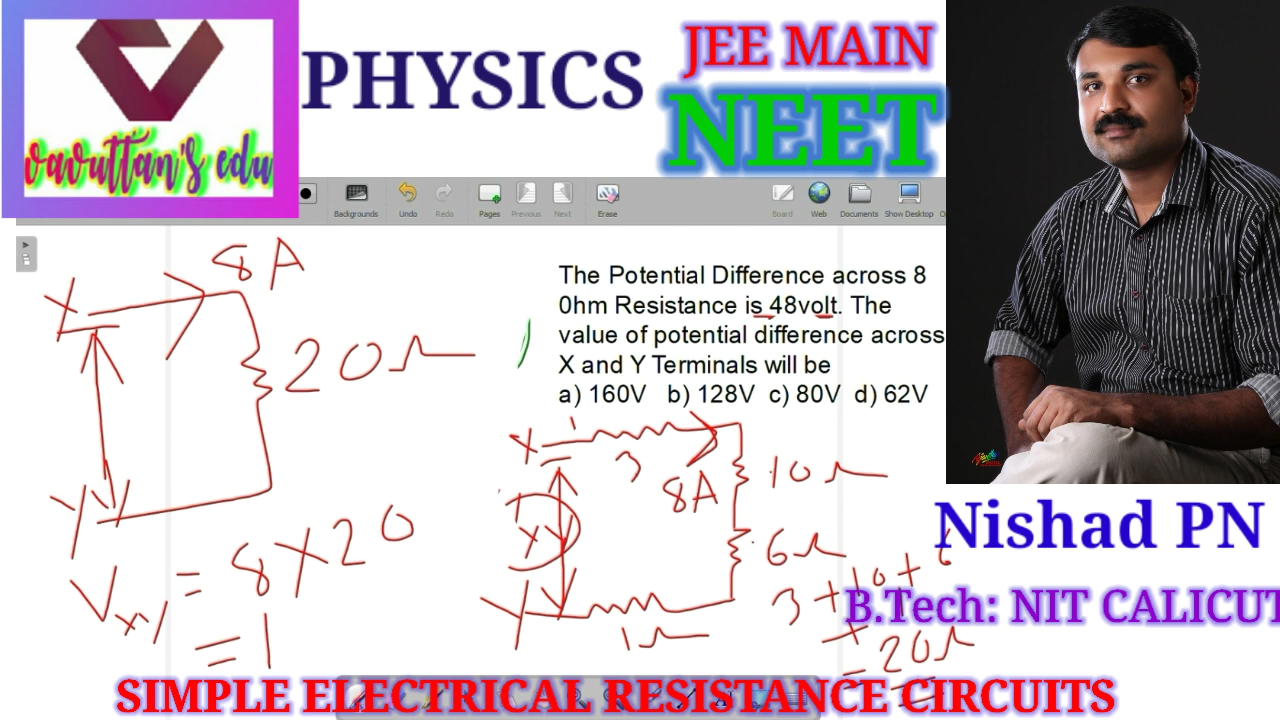 PHYSICS
JEE MAIN
NEET
vavuttan's edu
Backgrounds Undo Redo Pages Previous Next Erase Board Web Documents Show Desktop
The Potential Difference across 8
0hm Resistance is 48volt. The
value of potential difference across
X and Y Terminals will be
a) 160V b) 128V c) 80V d) 62V
X
8A
20Ω
Y
Vxy = 8 × 20
= 1
X
3
8A
10Ω
6Ω
XY
Y
1Ω
3 + 10 + 6
+
= 20Ω
Nishad PN
B.Tech: NIT CALICUT
SIMPLE ELECTRICAL RESISTANCE CIRCUITS